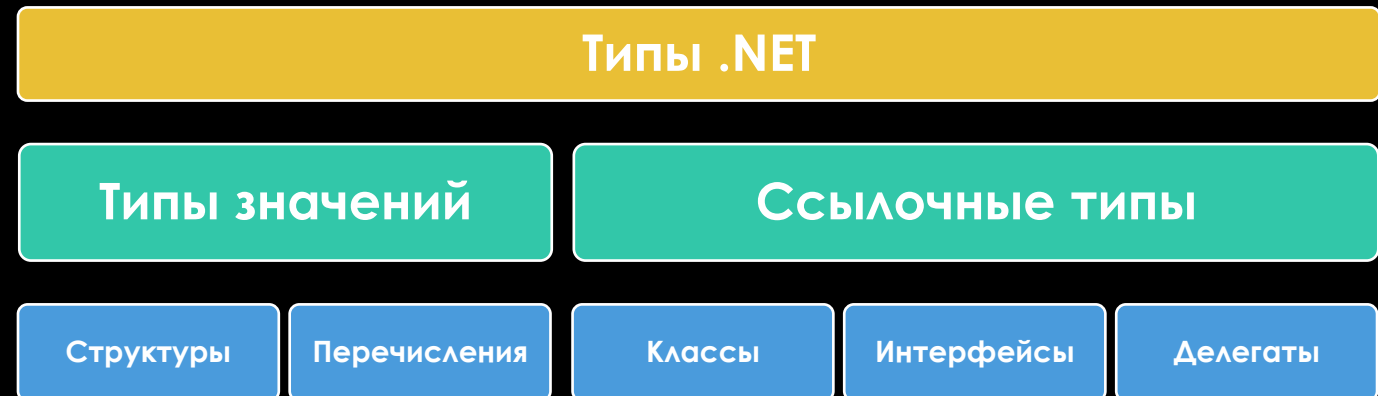 Типы .NET
Типы значений
Ссылочные типы
Структуры
Перечисления
Классы
Интерфейсы
Делегаты